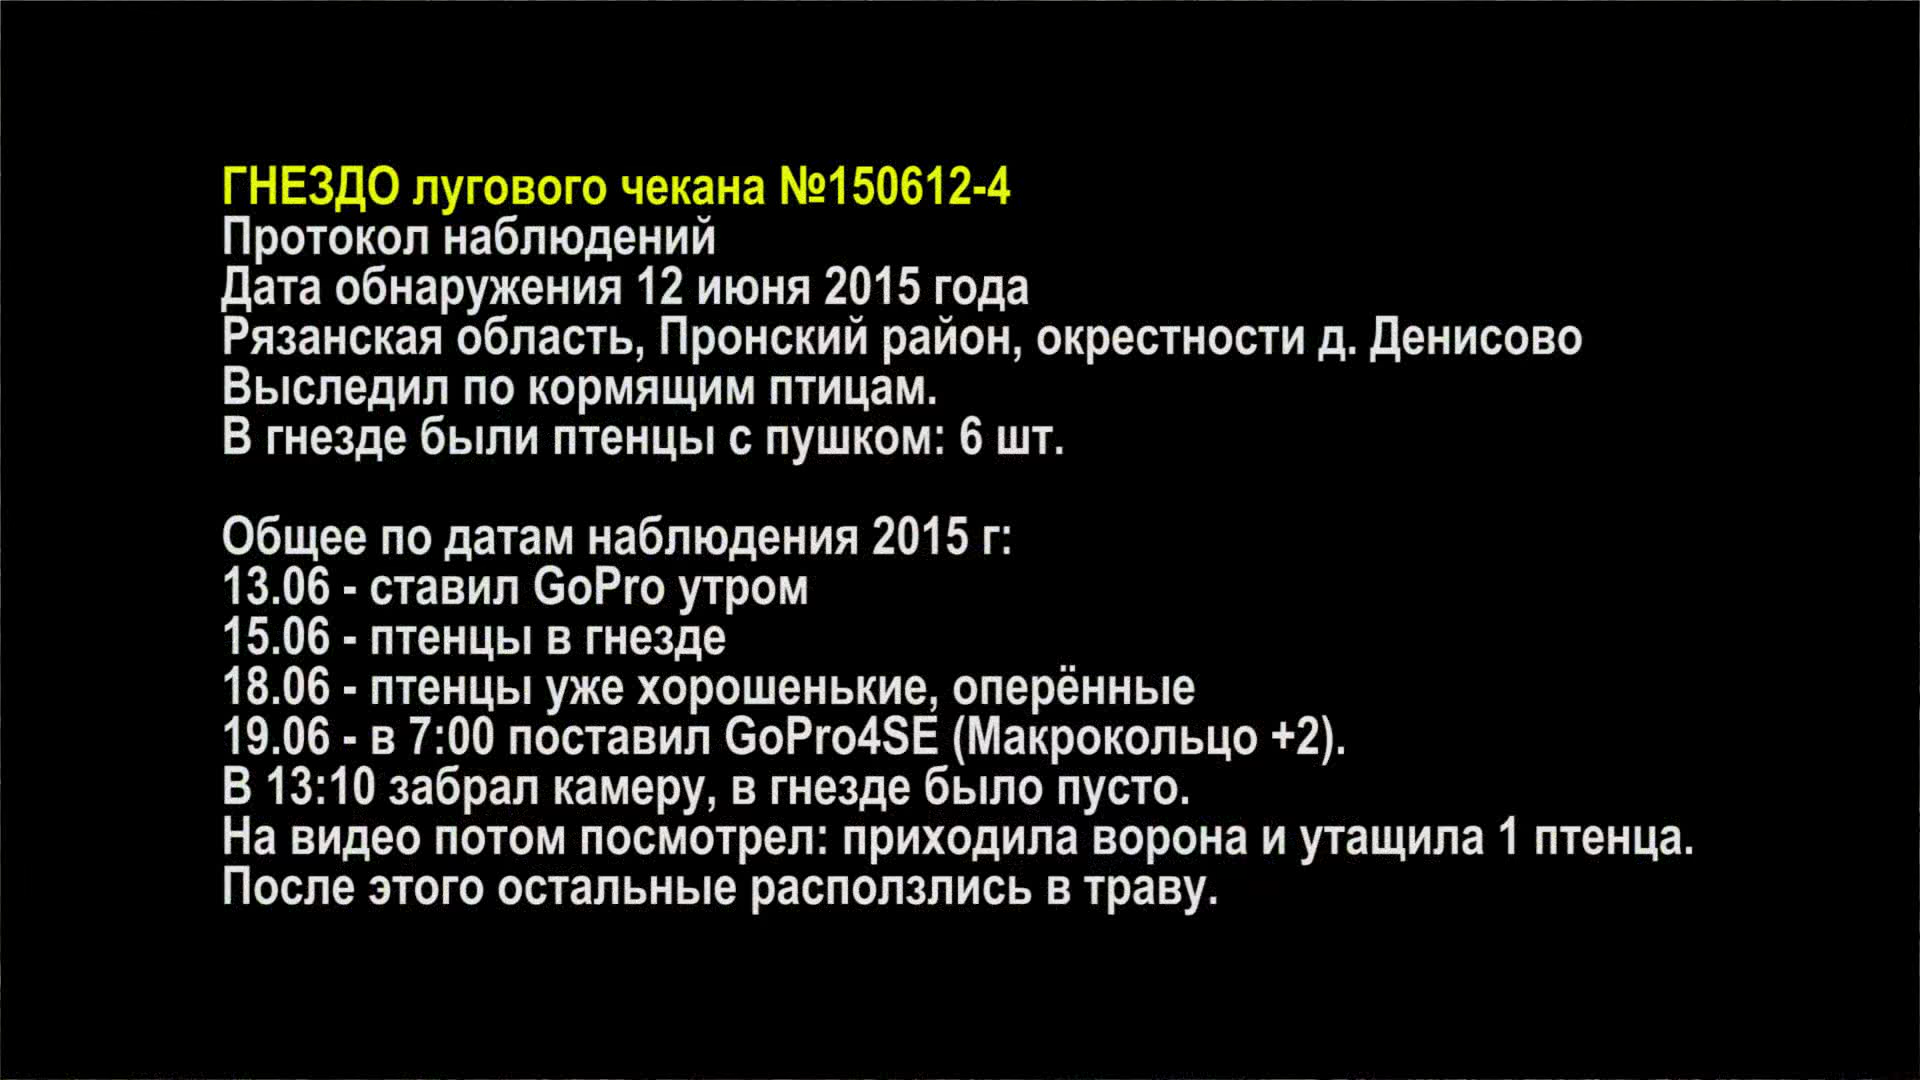 ГНЕЗДО лугового чекана №150612-4
Протокол наблюдений
Дата обнаружения 12 июня 2015 года
Рязанская область, Пронский район, окрестности д. Денисово
Выследил по кормящим птицам.
В гнезде были птенцы с пушком: 6 шт.
Общее по датам наблюдения 2015 г:
13.06 - ставил GoPro утром
15.06 - птенцы в гнезде
18.06 - птенцы уже хорошенькие, оперённые
19.06 - в 7:00 поставил GoPro4SE (Макрокольцо +2).
В 13:10 забрал камеру, в гнезде было пусто.
На видео потом посмотрел: приходила ворона и утащила 1 птенца.
После этого остальные расползлись в траву.